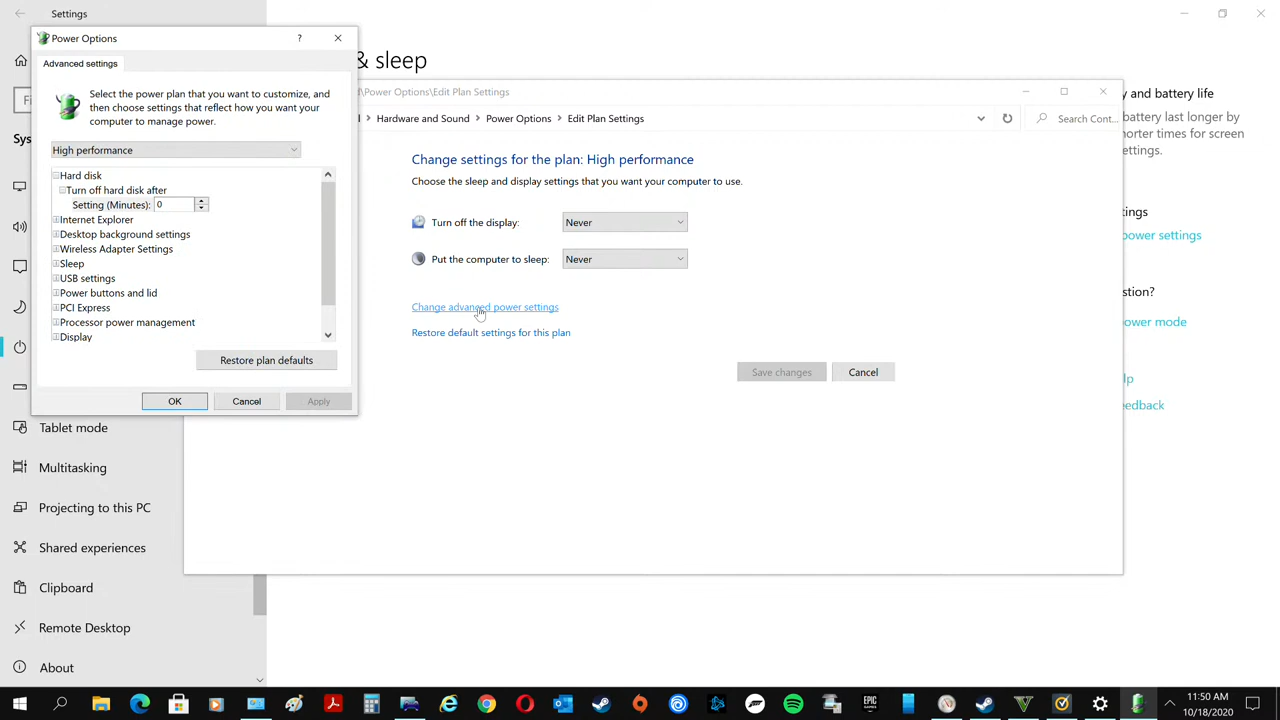 Settings
Power Options
?
Advanced settings
Select the power plan that you want to customize, and
then choose settings that reflect how you want your
computer to manage power.
High performance
Hard disk
Turn off hard disk after
Setting (Minutes): 0
Internet Explorer
Desktop background settings
Wireless Adapter Settings
Sleep
USB settings
Power buttons and lid
PCI Express
Processor power management
Display
Restore plan defaults
OK
Cancel
Apply
& sleep
Power Options\Edit Plan Settings
Hardware and Sound
Power Options
Edit Plan Settings
Search Cont...
Change settings for the plan: High performance
Choose the sleep and display settings that you want your computer to use.
Turn off the display:
Never
Put the computer to sleep:
Never
Change advanced power settings
Restore default settings for this plan
Save changes
Cancel
Sys
Tablet mode
Multitasking
Projecting to this PC
Shared experiences
Clipboard
Remote Desktop
About
y and battery life
battery last longer by
orter times for screen
ettings.
tings
power settings
stion?
ower mode
lp
eedback
EPIC
11:50 AM
10/18/2020